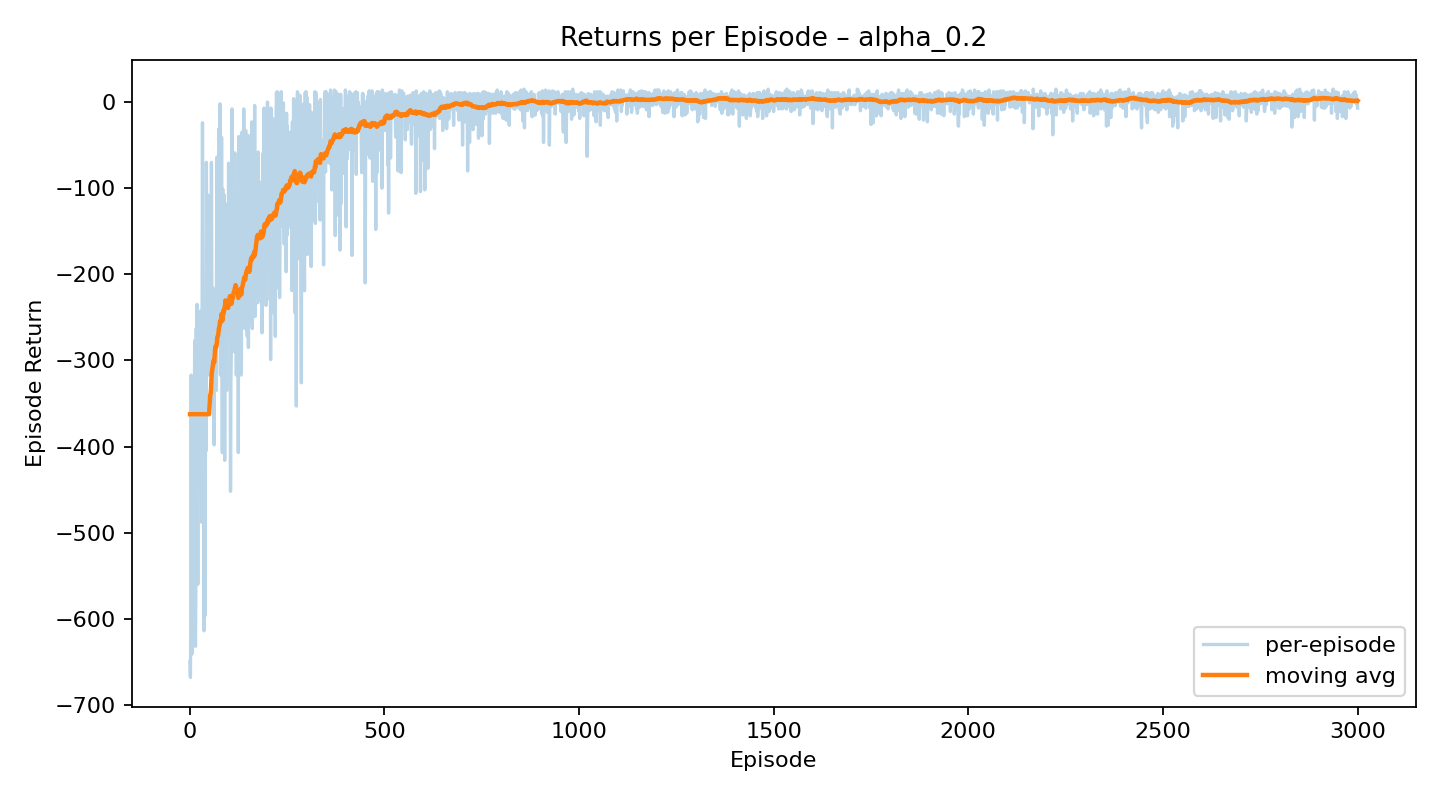 Returns per Episode – alpha_0.2
Episode Return
0
−100
−200
−300
−400
−500
−600
−700
per-episode
moving avg
0 500 1000 1500 2000 2500 3000
Episode